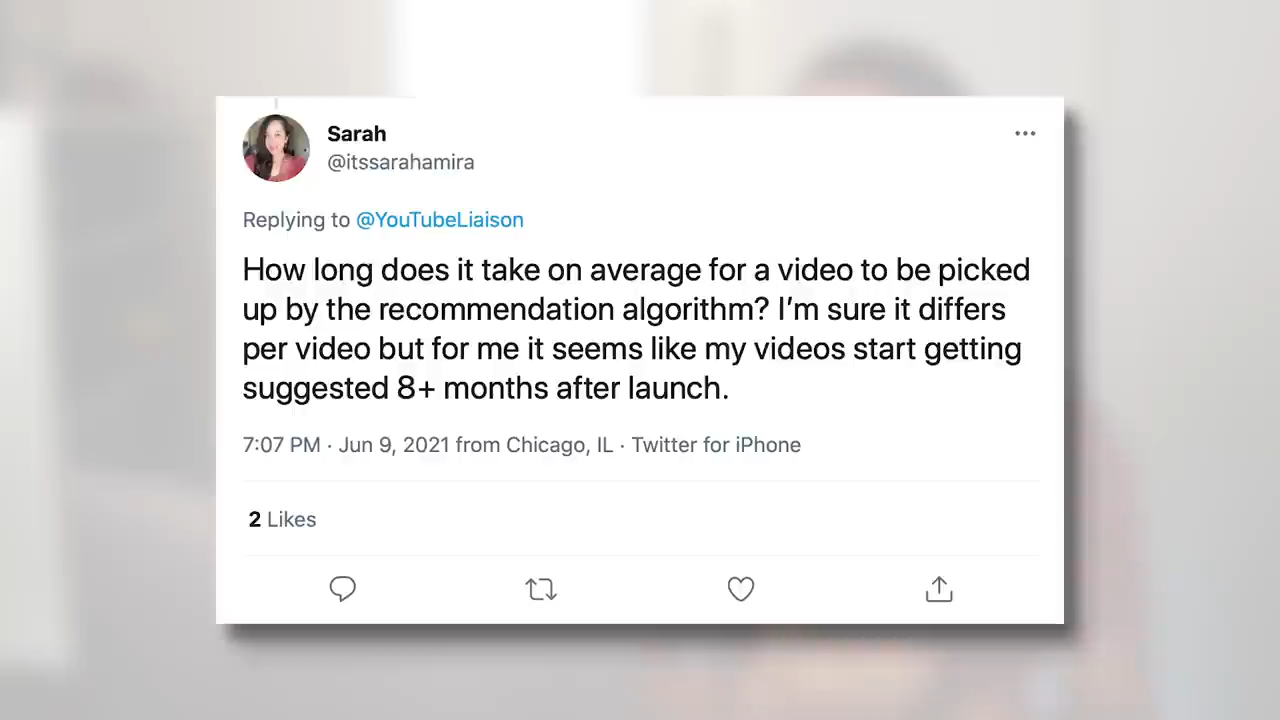 Sarah
@itssarahamira
Replying to @YouTubeLiaison
How long does it take on average for a video to be picked
up by the recommendation algorithm? I’m sure it differs
per video but for me it seems like my videos start getting
suggested 8+ months after launch.
7:07 PM · Jun 9, 2021 from Chicago, IL · Twitter for iPhone
2 Likes